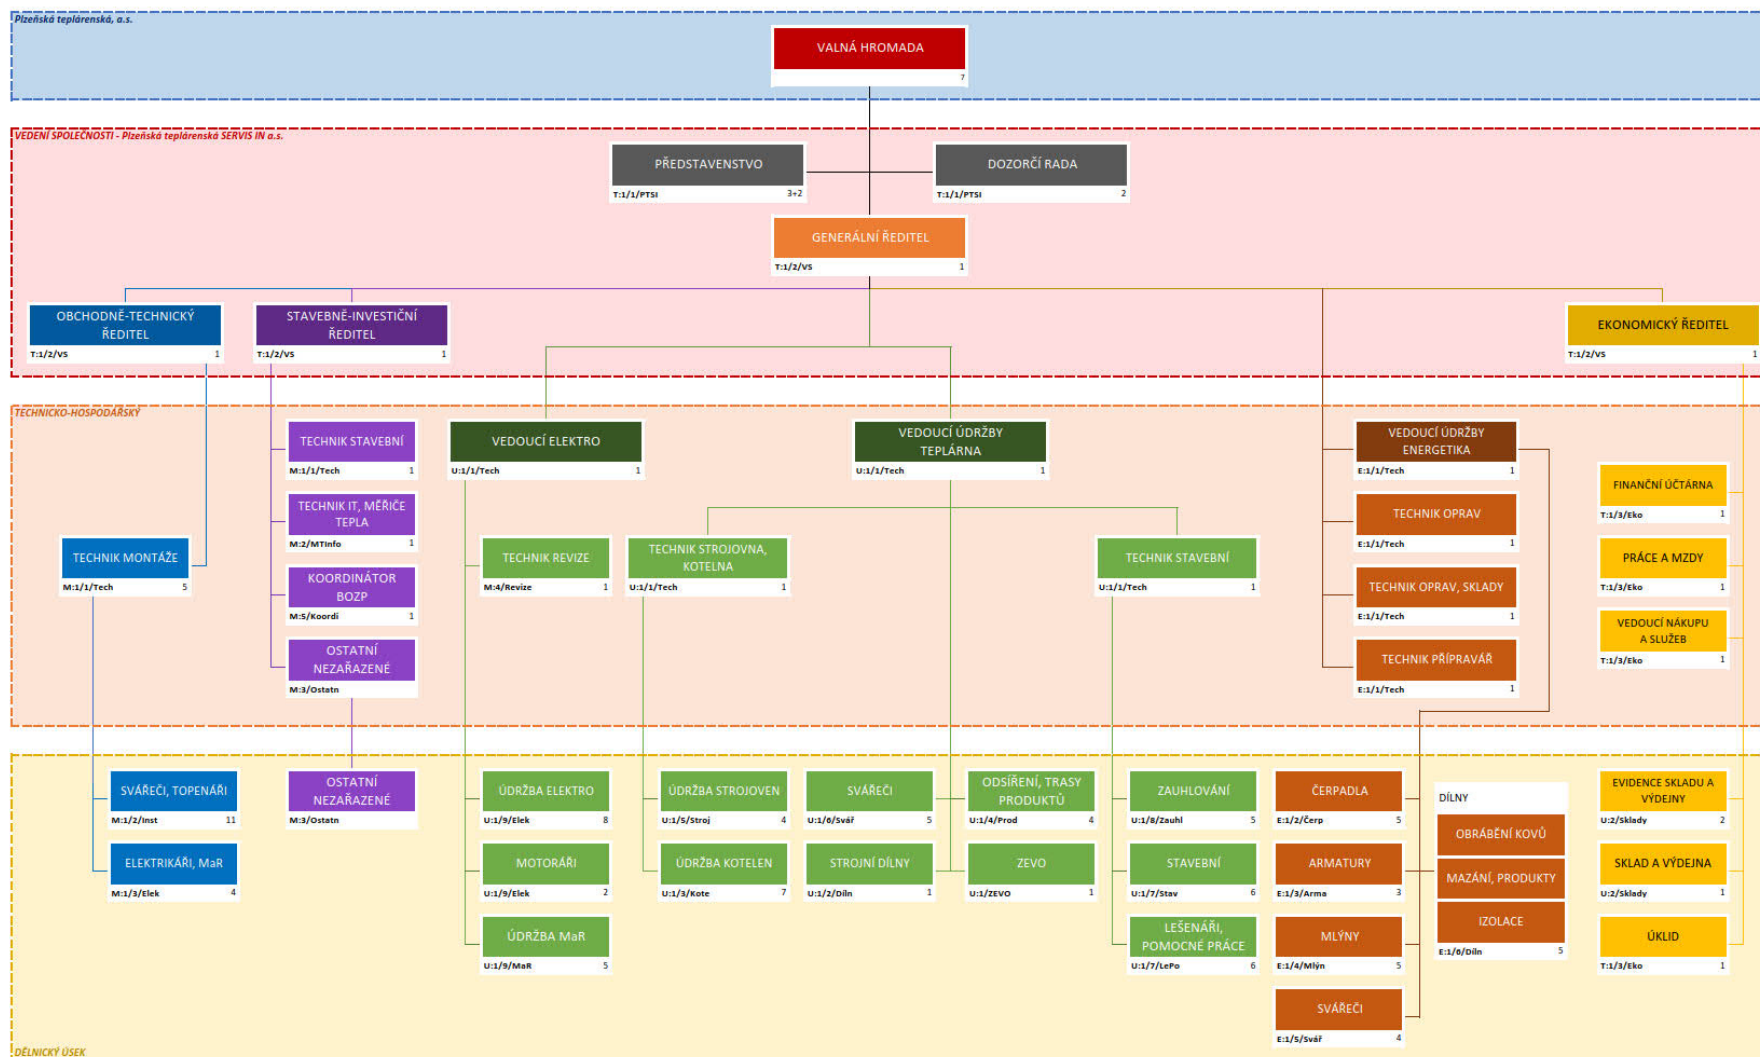 Plzeňská teplárenská, a.s.
VALNÁ HROMADA
7
VEDENÍ SPOLEČNOSTI - Plzeňská teplárenská SERVIS IN a.s.
PŘEDSTAVENSTVO
T:1/1/PTSI 3+2
DOZORČÍ RADA
T:1/1/PTSI 2
GENERÁLNÍ ŘEDITEL
T:1/2/VS 1
OBCHODNĚ-TECHNICKÝ
ŘEDITEL
T:1/2/VS 1
STAVEBNĚ-INVESTIČNÍ
ŘEDITEL
T:1/2/VS 1
EKONOMICKÝ ŘEDITEL
T:1/2/VS 1
TECHNICKO-HOSPODÁŘSKÝ
TECHNIK STAVEBNÍ
M:1/1/Tech 1
VEDOUCÍ ELEKTRO
U:1/1/Tech 1
VEDOUCÍ ÚDRŽBY
TEPLÁRNA
U:1/1/Tech 1
VEDOUCÍ ÚDRŽBY
ENERGETIKA
E:1/1/Tech 1
FINANČNÍ ÚČTÁRNA
T:1/3/Eko 1
TECHNIK IT, MĚŘIČE
TEPLA
M:2/MTInfo 1
TECHNIK OPRAV
E:1/1/Tech 1
TECHNIK MONTÁŽE
M:1/1/Tech 5
TECHNIK REVIZE
M:4/Revize 1
TECHNIK STROJOVNA,
KOTELNA
U:1/1/Tech 1
TECHNIK STAVEBNÍ
U:1/1/Tech 1
PRÁCE A MZDY
T:1/3/Eko 1
KOORDINÁTOR
BOZP
M:5/Koordi 1
TECHNIK OPRAV, SKLADY
E:1/1/Tech 1
VEDOUCÍ NÁKUPU
A SLUŽEB
T:1/3/Eko 1
OSTATNÍ
NEZAŘAZENÉ
M:3/Ostatn
TECHNIK PŘÍPRAVÁŘ
E:1/1/Tech 1
SVÁŘEČI, TOPENÁŘI
M:1/2/Inst 11
OSTATNÍ
NEZAŘAZENÉ
M:3/Ostatn
ÚDRŽBA ELEKTRO
U:1/9/Elek 8
ÚDRŽBA STROJOVEN
U:1/5/Stroj 4
SVÁŘEČI
U:1/6/Svář 5
ODSÍŘENÍ, TRASY
PRODUKTŮ
U:1/4/Prod 4
ZAUHLOVÁNÍ
U:1/8/Zauhl 5
ČERPADLA
E:1/2/Čerp 5
DÍLNY
OBRÁBĚNÍ KOVŮ
MAZÁNÍ, PRODUKTY
IZOLACE
E:1/6/Díln 5
EVIDENCE SKLADU A
VÝDEJNY
U:2/Sklady 2
ELEKTRIKÁŘI, MaR
M:1/3/Elek 4
MOTORÁŘI
U:1/9/Elek 2
ÚDRŽBA KOTELEN
U:1/3/Kote 7
STROJNÍ DÍLNY
U:1/2/Díln 1
ZEVO
U:1/ZEVO 1
STAVEBNÍ
U:1/7/Stav 6
ARMATURY
E:1/3/Arma 3
SKLAD A VÝDEJNA
U:2/Sklady 1
ÚDRŽBA MaR
U:1/9/MaR 5
LEŠENÁŘI,
POMOCNÉ PRÁCE
U:1/7/LePo 6
MLÝNY
E:1/4/Mlýn 5
ÚKLID
T:1/3/Eko 1
SVÁŘEČI
E:1/5/Svář 4
DĚLNICKÝ ÚSEK